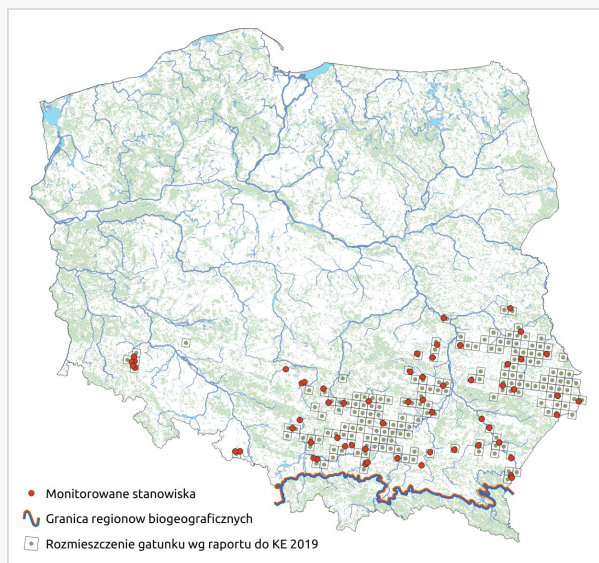 Monitorowane stanowiska
Granica regionow biogeograficznych
Rozmieszczenie gatunku wg raportu do KE 2019